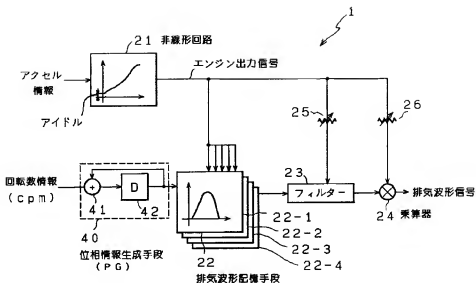 1
21 非線形回路
エンジン出力信号
アクセル
情報
アイドル
25
26
回転数情報
(cpm)
+
D
41
42
40
位相情報生成手段
(PG)
23
フィルター
排気波形信号
24 乗算器
22-1
22-2
22-3
22-4
22
排気波形記憶手段